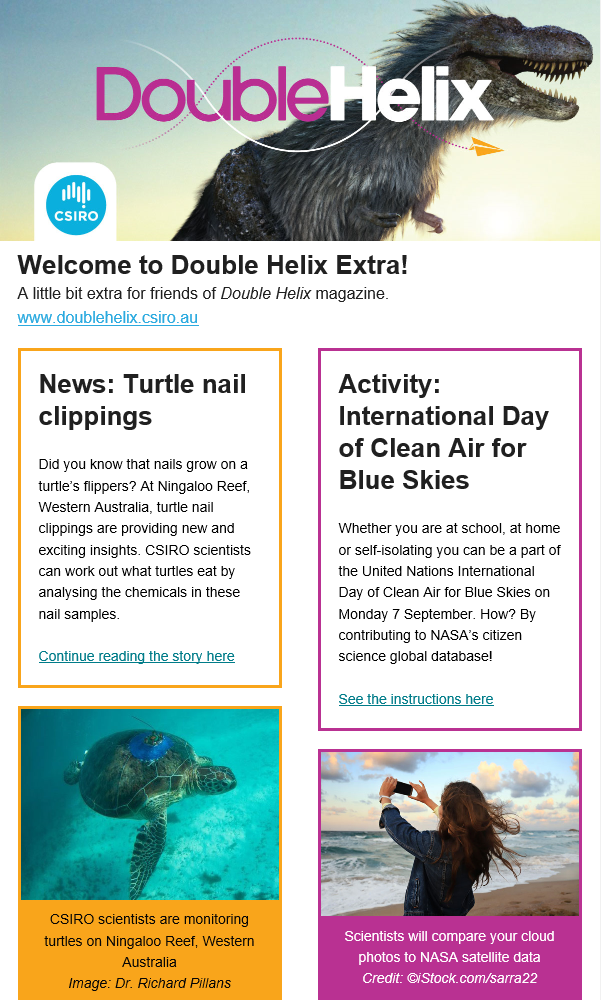 DoubleHelix
CSIRO
Welcome to Double Helix Extra!
A little bit extra for friends of Double Helix magazine.
www.doublehelix.csiro.au
News: Turtle nail
clippings
Did you know that nails grow on a
turtle's flippers? At Ningaloo Reef,
Western Australia, turtle nail
clippings are providing new and
exciting insights. CSIRO scientists
can work out what turtles eat by
analysing the chemicals in these
nail samples.
Continue reading the story here
CSIRO scientists are monitoring
turtles on Ningaloo Reef, Western
Australia
Image: Dr. Richard Pillans
Activity:
International Day
of Clean Air for
Blue Skies
Whether you are at school, at home
or self-isolating you can be a part of
the United Nations International
Day of Clean Air for Blue Skies on
Monday 7 September. How? By
contributing to NASA's citizen
science global database!
See the instructions here
Scientists will compare your cloud
photos to NASA satellite data
Credit: ©iStock.com/sarra22